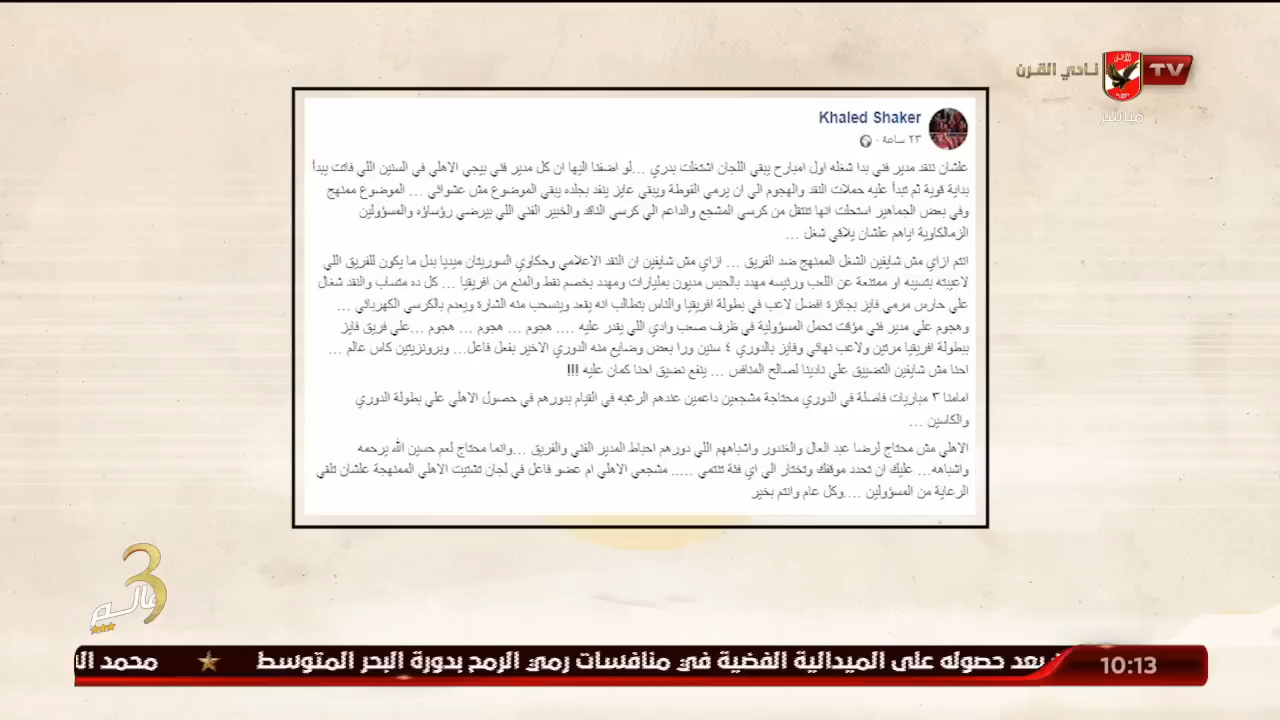 TV
نادي القرن
مباشر
Khaled Shaker
٢٣ ساعة ·
علشان ننقد مدير فني بدا شغله اول امبارح يبقي اللجان اشتغلت بدري ...لو اضفنا اليها ان كل مدير فني بيجي الاهلي في السنين اللي فاتت يبدأ
بداية قوية ثم تبدأ عليه حملات النقد والهجوم الي ان يرمي الفوطة ويبقي عايز ينفد بجلده يبقي الموضوع مش عشوائي ... الموضوع ممنهج
وفي بعض الجماهير استحلت انها تنتقل من كرسي المشجع والداعم الي كرسي الناقد والخبير الفني اللي بيرضي رؤساؤه والمسؤولين
الزمالكاوية اياهم علشان يلاقي شغل ...
انتم ازاي مش شايفين الشغل الممنهج ضد الفريق ... ازاي مش شايفين ان النقد الاعلامي وحكاوي السوريتان ميديا بدل ما يكون للفريق اللي
لاعيبته بتسيبه او ممتنعة عن اللعب ورئيسه مهدد بالحبس مديون بمليارات ومهدد بخصم نقط والمنع من افريقيا ... كل ده متساب والنقد شغال
علي حارس مرمي فايز بجائزة افضل لاعب في بطولة افريقيا والناس بتطالب انه يقعد وينسحب منه الشارة ويعدم بالكرسي الكهربائي ...
وهجوم علي مدير فني مؤقت تحمل المسؤولية في ظرف صعب وادي اللي يقدر عليه .... هجوم ... هجوم ... هجوم ...علي فريق فايز
ببطولة افريقيا مرتين ولاعب نهائي وفايز بالدوري ٤ سنين ورا بعض وضايع منه الدوري الاخير بفعل فاعل... وبرونزيتين كاس عالم ...
احنا مش شايفين التضييق علي نادينا لصالح المنافس ... ينفع نضيق احنا كمان عليه !!!
امامنا ٣ مباريات فاصلة في الدوري محتاجة مشجعين داعمين عندهم الرغبه في القيام بدورهم في حصول الاهلي علي بطولة الدوري
والكاسين ...
الاهلي مش محتاج لرضا عبد العال والغندور واشباههم اللي دورهم احباط المدير الفني والفريق ...وانما محتاج لعم حسين الله يرحمه
واشباهه... عليك ان تحدد موقفك وتختار الي اي فئة تنتمي ..... مشجعي الاهلي ام عضو فاعل في لجان تشتيت الاهلي الممنهجة علشان تلقي
الرعاية من المسؤولين ....وكل عام وانتم بخير
3
عالم
بعد حصوله على الميدالية الفضية في منافسات رمي الرمح بدورة البحر المتوسط ★ محمد
10:13